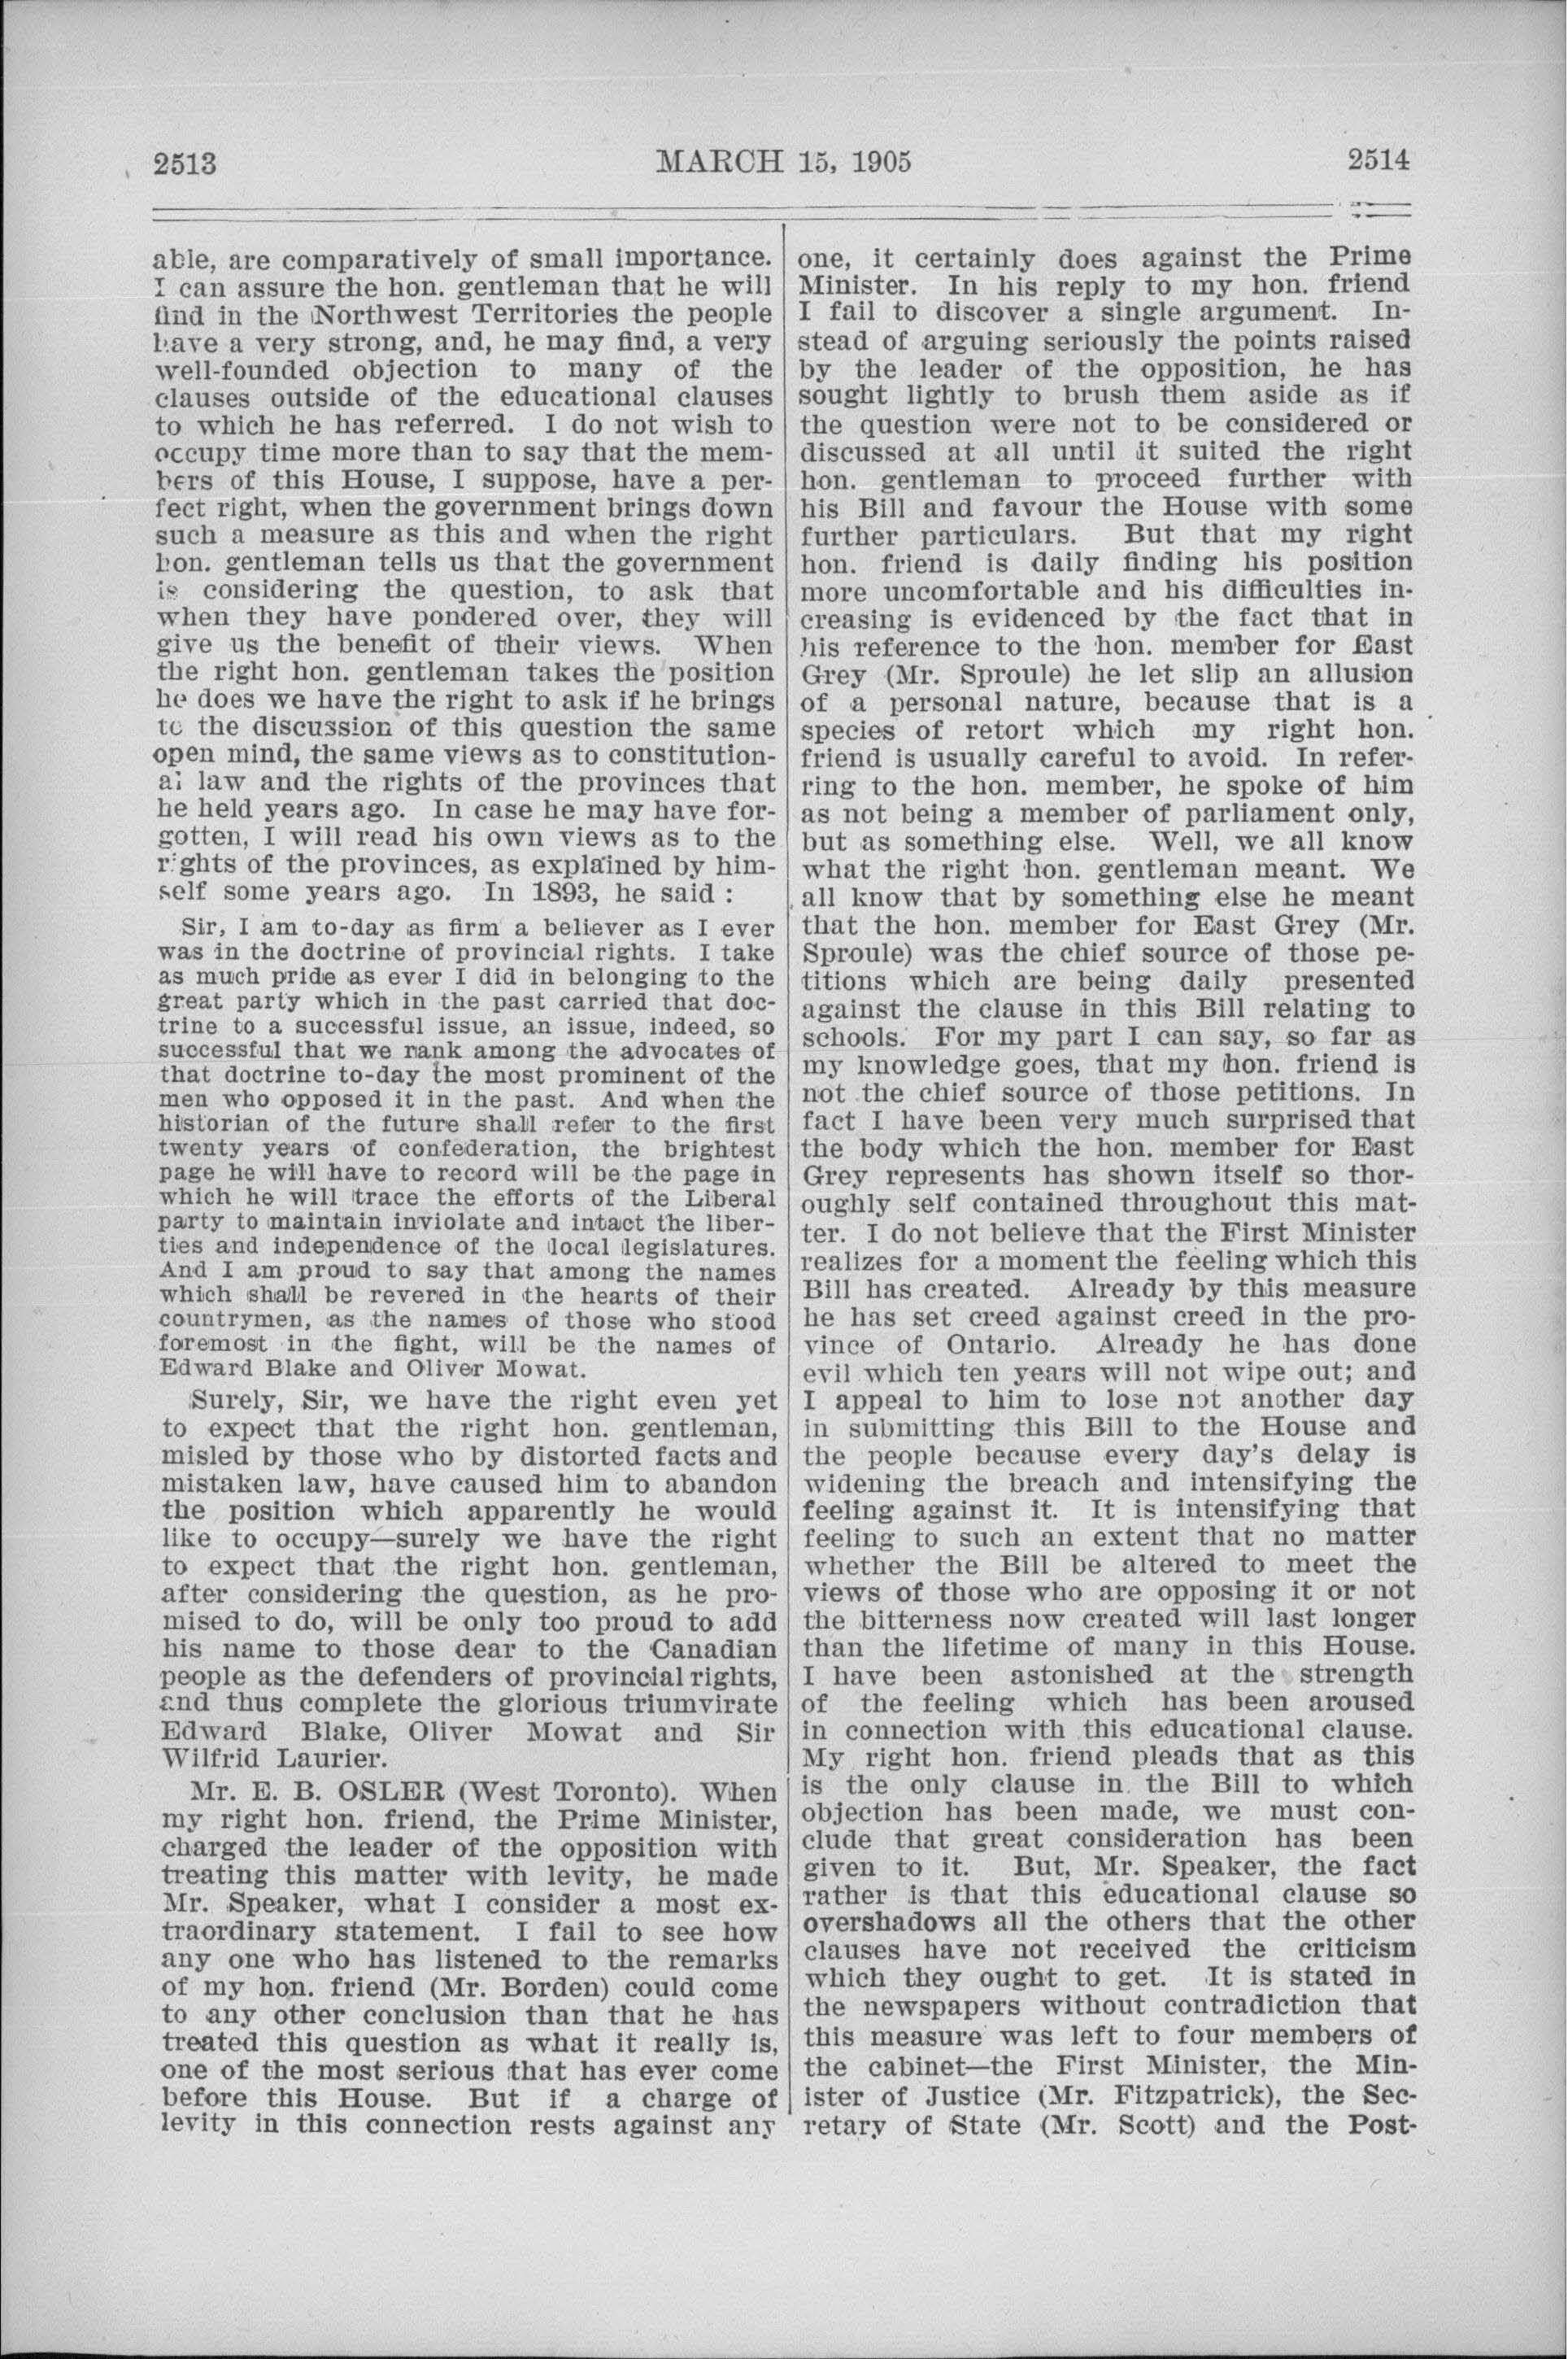 2513
MARCH 15, 1905
2514
able, are comparatively of small importance.
I can assure the hon. gentleman that he will
find in the Northwest Territories the people
have a very strong, and, he may find, a very
well-founded objection to many of the
clauses outside of the educational clauses
to which he has referred. I do not wish to
occupy time more than to say that the mem-
bers of this House, I suppose, have a per-
fect right, when the government brings down
such a measure as this and when the right
hon. gentleman tells us that the government
is considering the question, to ask that
when they have pondered over, they will
give us the benefit of their views. When
the right hon. gentleman takes the position
he does we have the right to ask if he brings
to the discussion of this question the same
open mind, the same views as to constitution-
al law and the rights of the provinces that
he held years ago. In case he may have for-
gotten, I will read his own views as to the
rights of the provinces, as explained by him-
self some years ago. In 1893, he said :
Sir, I am to-day as firm a believer as I ever
was in the doctrine of provincial rights. I take
as much pride as ever I did in belonging to the
great party which in the past carried that doc-
trine to a successful issue, an issue, indeed, so
successful that we rank among the advocates of
that doctrine to-day the most prominent of the
men who opposed it in the past. And when the
historian of the future shall refer to the first
twenty years of confederation, the brightest
page he will have to record will be the page in
which he will trace the efforts of the Liberal
party to maintain inviolate and intact the liber-
ties and independence of the local legislatures.
And I am proud to say that among the names
which shall be revered in the hearts of their
countrymen, as the names of those who stood
foremost in the fight, will be the names of
Edward Blake and Oliver Mowat.
Surely, Sir, we have the right even yet
to expect that the right hon. gentleman,
misled by those who by distorted facts and
mistaken law, have caused him to abandon
the position which apparently he would
like to occupy—surely we have the right
to expect that the right hon. gentleman,
after considering the question, as he pro-
mised to do, will be only too proud to add
his name to those dear to the Canadian
people as the defenders of provincial rights,
and thus complete the glorious triumvirate
Edward Blake, Oliver Mowat and Sir
Wilfrid Laurier.
Mr. E. B. OSLER (West Toronto). When
my right hon. friend, the Prime Minister,
charged the leader of the opposition with
treating this matter with levity, he made
Mr. Speaker, what I consider a most ex-
traordinary statement. I fail to see how
any one who has listened to the remarks
of my hon. friend (Mr. Borden) could come
to any other conclusion than that he has
treated this question as what it really is,
one of the most serious that has ever come
before this House. But if a charge of
levity in this connection rests against any
one, it certainly does against the Prime
Minister. In his reply to my hon. friend
I fail to discover a single argument. In-
stead of arguing seriously the points raised
by the leader of the opposition, he has
sought lightly to brush them aside as if
the question were not to be considered or
discussed at all until it suited the right
hon. gentleman to proceed further with
his Bill and favour the House with some
further particulars. But that my right
hon. friend is daily finding his position
more uncomfortable and his difficulties in-
creasing is evidenced by the fact that in
his reference to the hon. member for East
Grey (Mr. Sproule) he let slip an allusion
of a personal nature, because that is a
species of retort which my right hon.
friend is usually careful to avoid. In refer-
ring to the hon. member, he spoke of him
as not being a member of parliament only,
but as something else. Well, we all know
what the right hon. gentleman meant. We
all know that by something else he meant
that the hon. member for East Grey (Mr.
Sproule) was the chief source of those pe-
titions which are being daily presented
against the clause in this Bill relating to
schools. For my part I can say, so far as
my knowledge goes, that my hon. friend is
not the chief source of those petitions. In
fact I have been very much surprised that
the body which the hon. member for East
Grey represents has shown itself so thor-
oughly self contained throughout this mat-
ter. I do not believe that the First Minister
realizes for a moment the feeling which this
Bill has created. Already by this measure
he has set creed against creed in the pro-
vince of Ontario. Already he has done
evil which ten years will not wipe out; and
I appeal to him to lose not another day
in submitting this Bill to the House and
the people because every day's delay is
widening the breach and intensifying the
feeling against it. It is intensifying that
feeling to such an extent that no matter
whether the Bill be altered to meet the
views of those who are opposing it or not
the bitterness now created will last longer
than the lifetime of many in this House.
I have been astonished at the strength
of the feeling which has been aroused
in connection with this educational clause.
My right hon. friend pleads that as this
is the only clause in the Bill to which
objection has been made, we must con-
clude that great consideration has been
given to it. But, Mr. Speaker, the fact
rather is that this educational clause so
overshadows all the others that the other
clauses have not received the criticism
which they ought to get. It is stated in
the newspapers without contradiction that
this measure was left to four members of
the cabinet—the First Minister, the Min-
ister of Justice (Mr. Fitzpatrick), the Sec-
retary of State (Mr. Scott) and the Post-